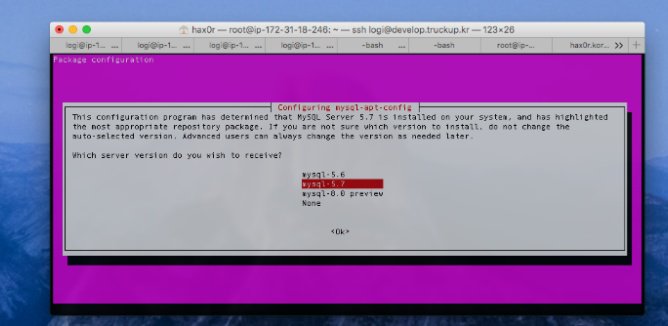 hax0r — root@ip-172-31-18-246: ~ — ssh logi@develop.truckup.kr — 123×26
logi@ip-1... ... logi@ip-1... ... logi@ip-1... ... logi@ip-1... ... -bash ... -bash root@ip-... hax0r.kor... >> +
Package configuration
Configuring mysql-apt-config
This configuration program has determined that MySQL Server 5.7 is installed on your system, and has highlighted
the most appropriate repository package. If you are not sure which version to install, do not change the
auto-selected version. Advanced users can always change the version as needed later.
Which server version do you wish to receive?
mysql-5.6
mysql-5.7
mysql-8.0 preview
None
<Ok>